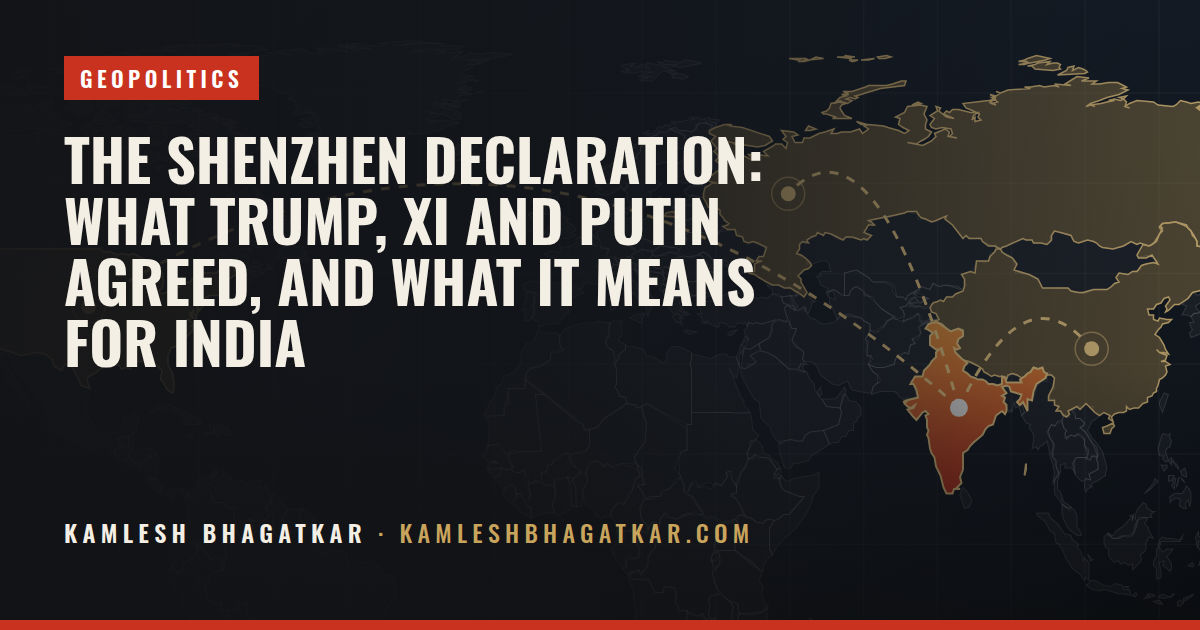 GEOPOLITICS
THE SHENZHEN DECLARATION:
WHAT TRUMP, XI AND PUTIN
AGREED, AND WHAT IT MEANS
FOR INDIA
KAMLESH BHAGATKAR · KAMLESHBHAGATKAR.COM